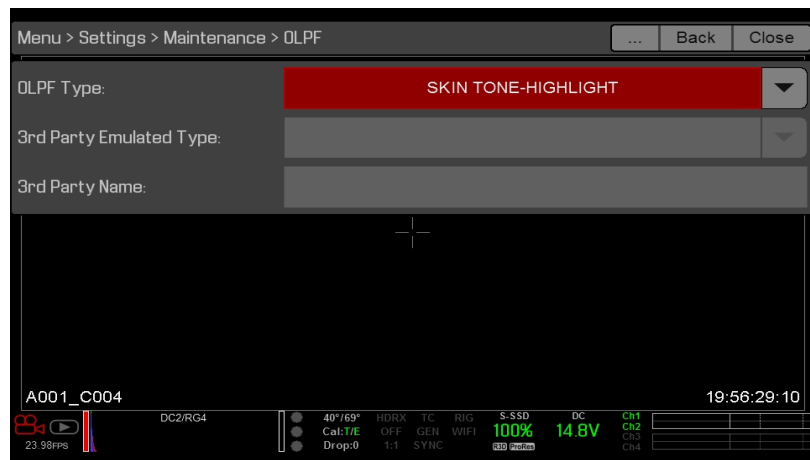 Menu > Settings > Maintenance > OLPF ... Back Close
OLPF Type: SKIN TONE-HIGHLIGHT
3rd Party Emulated Type:
3rd Party Name:
A001_C004 19:56:29:10
DC2/RG4 40°/69° HDRX TC RIG S-SSD DC Ch1
Cal:T/E OFF GEN WIFI 100% 14.8V Ch2
23.98FPS Drop:0 1:1 SYNC R3D ProRes Ch3
Ch4